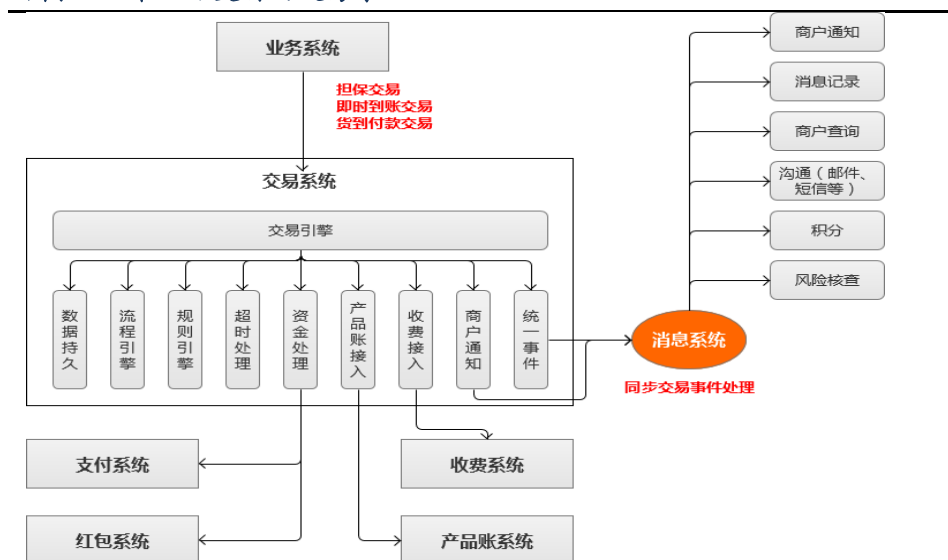 业务系统
担保交易
即时到账交易
货到付款交易
交易系统
交易引擎
数据持久
流程引擎
规则引擎
超时处理
资金处理
产品账接入
收费接入
商户通知
统一事件
支付系统
红包系统
收费系统
产品账系统
消息系统
同步交易事件处理
商户通知
消息记录
商户查询
沟通（邮件、
短信等）
积分
风险核查